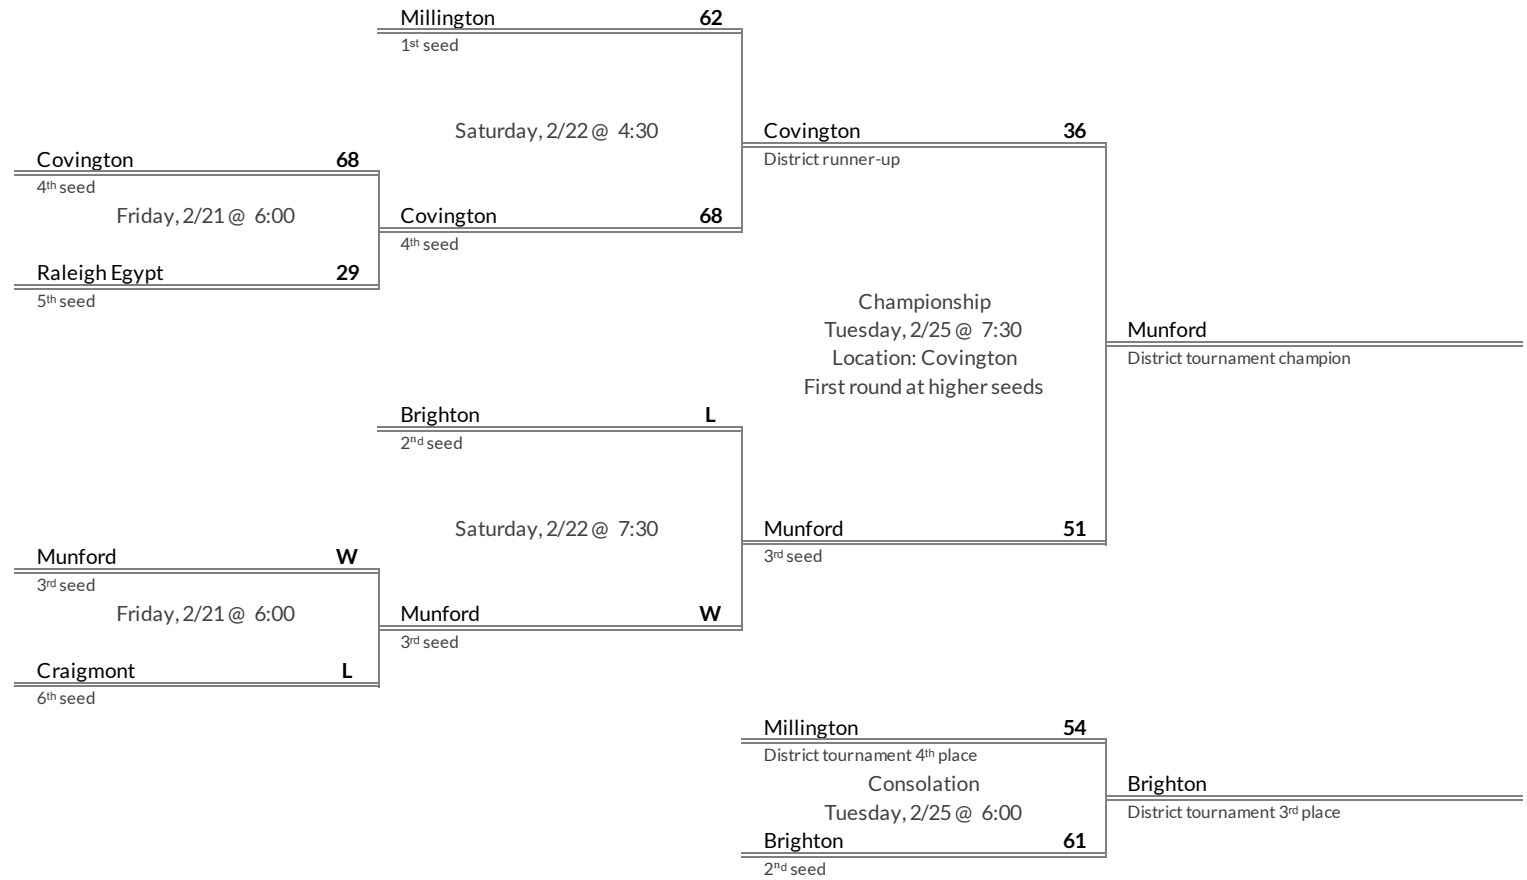 Millington 62
1st seed
Saturday, 2/22 @ 4:30
Covington 36
District runner-up
Covington 68
4th seed
Friday, 2/21 @ 6:00
Covington 68
4th seed
Raleigh Egypt 29
5th seed
Championship
Tuesday, 2/25 @ 7:30
Location: Covington
First round at higher seeds
Munford
District tournament champion
Brighton L
2nd seed
Saturday, 2/22 @ 7:30
Munford 51
3rd seed
Munford W
3rd seed
Friday, 2/21 @ 6:00
Munford W
3rd seed
Craigmont L
6th seed
Millington 54
District tournament 4th place
Consolation
Tuesday, 2/25 @ 6:00
Brighton
District tournament 3rd place
Brighton 61
2nd seed